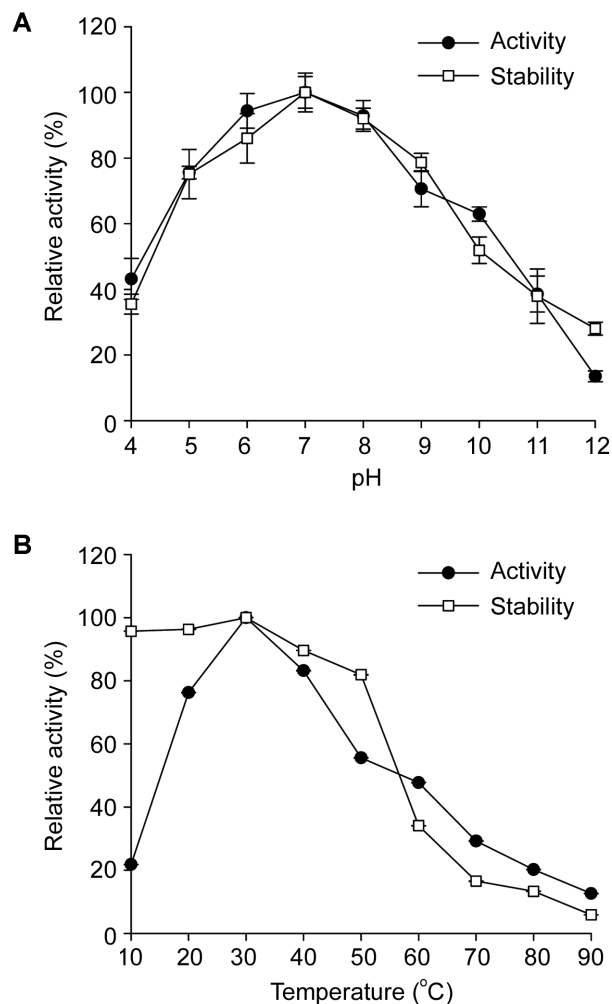 A
120
100
80
60
40
20
0
Relative activity (%)
Activity
Stability
4 5 6 7 8 9 10 11 12
pH
B
120
100
80
60
40
20
0
Relative activity (%)
Activity
Stability
10 20 30 40 50 60 70 80 90
Temperature (°C)